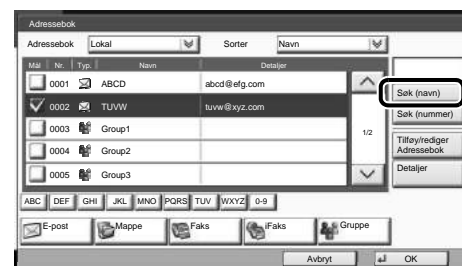 Adressebok
Adressebok Lokal Sorter Navn
Mål Nr. Typ. Navn Detaljer
0001 ABCD abcd@efg.com
0002 TUVW tuvw@xyz.com
0003 Group1
0004 Group2
0005 Group3
1/2
Søk (navn)
Søk (nummer)
Tilføy/rediger
Adressebok
Detaljer
ABC DEF GHI JKL MNO PQRS TUV WXYZ 0-9
E-post Mappe Faks iFaks Gruppe
Avbryt OK